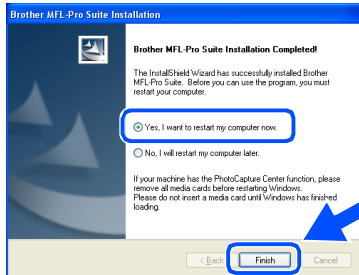 Brother MFL-Pro Suite Installation
Brother MFL-Pro Suite Installation Completed!
The InstallShield Wizard has successfully installed Brother
MFL-Pro Suite. Before you can use the program, you must
restart your computer.
Yes, I want to restart my computer now.
No, I will restart my computer later.
If your machine has the PhotoCapture Center function, please
remove all media cards before restarting Windows.
Please do not insert a media card until Windows has finished
loading.
< Back Finish Cancel